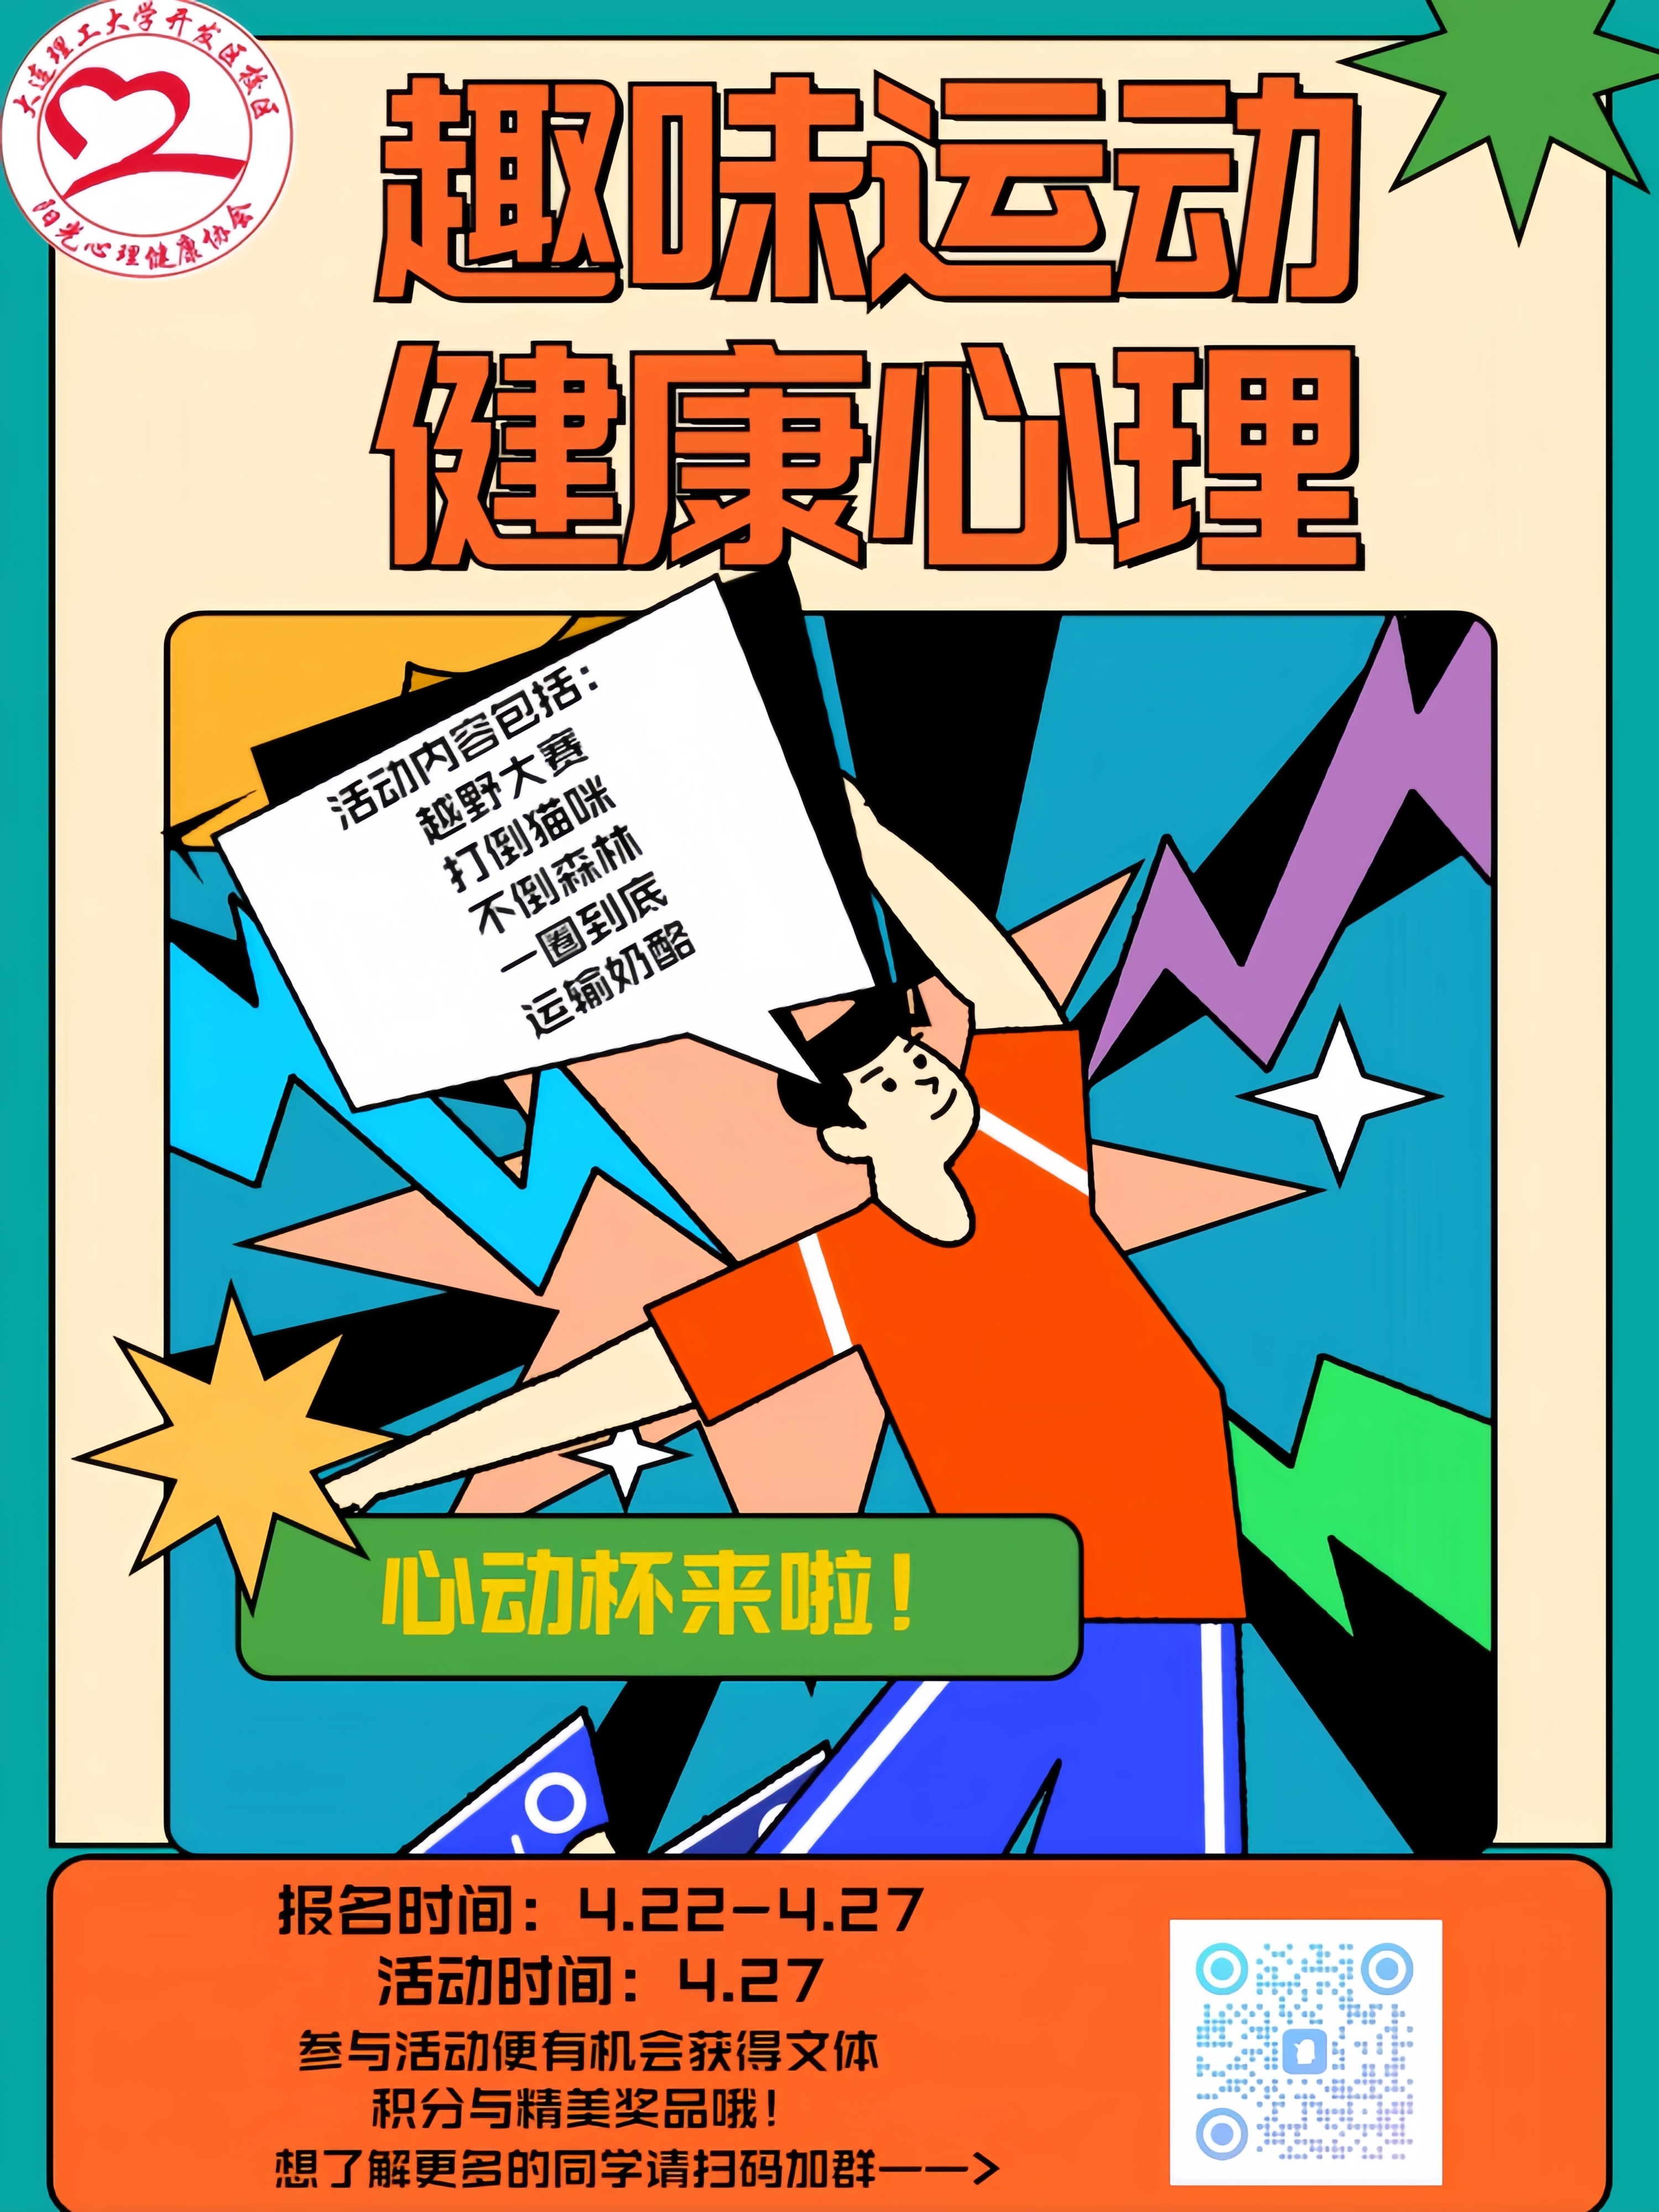 大连理工大学开发区校区
阳光心理健康协会
趣味运动
健康心理
活动内容包括：
越野大赛
打倒猫咪
不倒森林
一圈到底
运输奶酪
心动杯来啦！
报名时间：4.22-4.27
活动时间：4.27
参与活动便有机会获得文体
积分与精美奖品哦！
想了解更多的同学请扫码加群——>